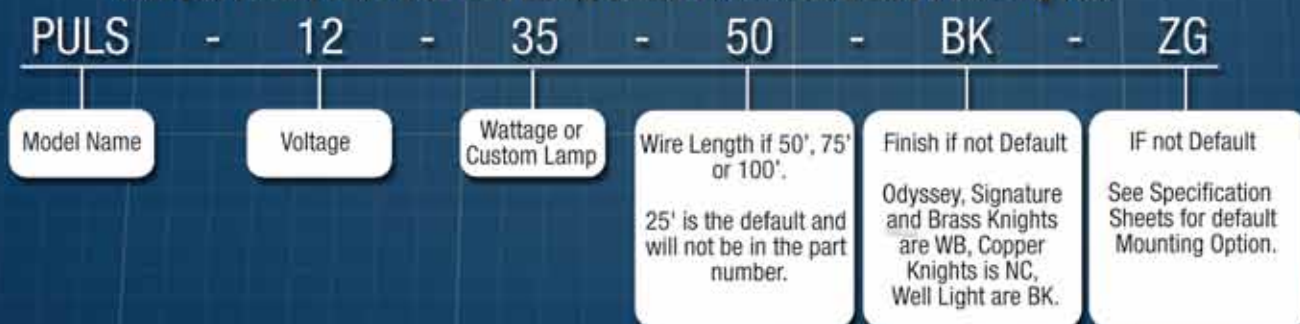 PULS - 12 - 35 - 50 - BK - ZG
Model Name
Voltage
Wattage or
Custom Lamp
Wire Length if 50', 75'
or 100'.
25' is the default and
will not be in the part
number.
Finish if not Default
Odyssey, Signature
and Brass Knights
are WB, Copper
Knights is NC,
Well Light are BK.
IF not Default
See Specification
Sheets for default
Mounting Option.